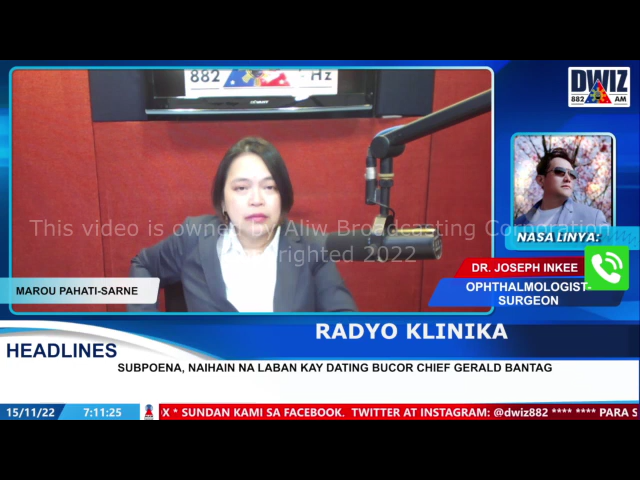 882
Hz
DWIZ
882 AM
This video is owned by Aliw Broadcasting Corporation
Copyrighted 2022
NASA LINYA:
MAROU PAHATI-SARNE
DR. JOSEPH INKEE
OPHTHALMOLOGIST-
SURGEON
RADYO KLINIKA
HEADLINES
SUBPOENA, NAIHAIN NA LABAN KAY DATING BUCOR CHIEF GERALD BANTAG
15/11/22
7:11:25
X * SUNDAN KAMI SA FACEBOOK. TWITTER AT INSTAGRAM: @dwiz882 **** **** PARA S